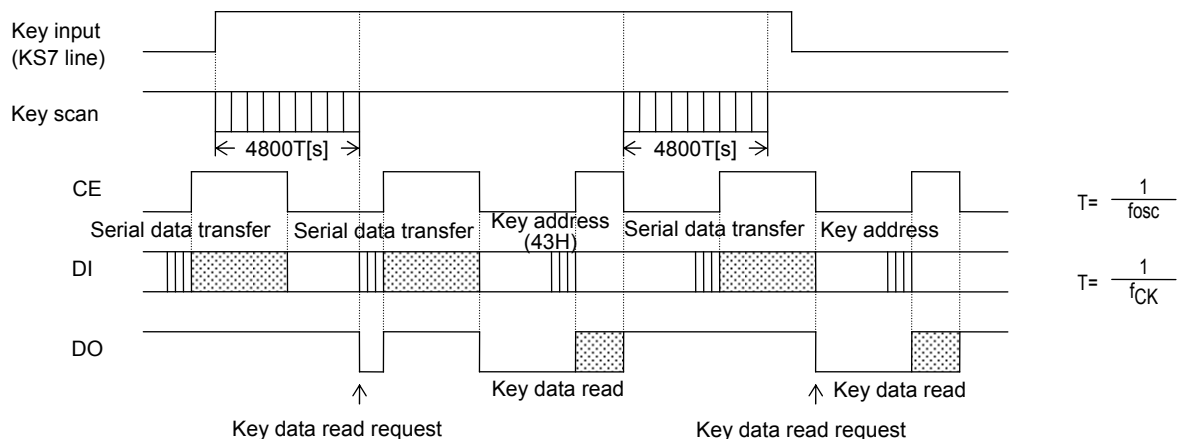 Key input
(KS7 line)
Key scan
4800T[s]
4800T[s]
CE
Serial data transfer
Serial data transfer
Key address
(43H)
Serial data transfer
Key address
T= 1
fosc
DI
T= 1
fCK
DO
Key data read
Key data read
Key data read request
Key data read request